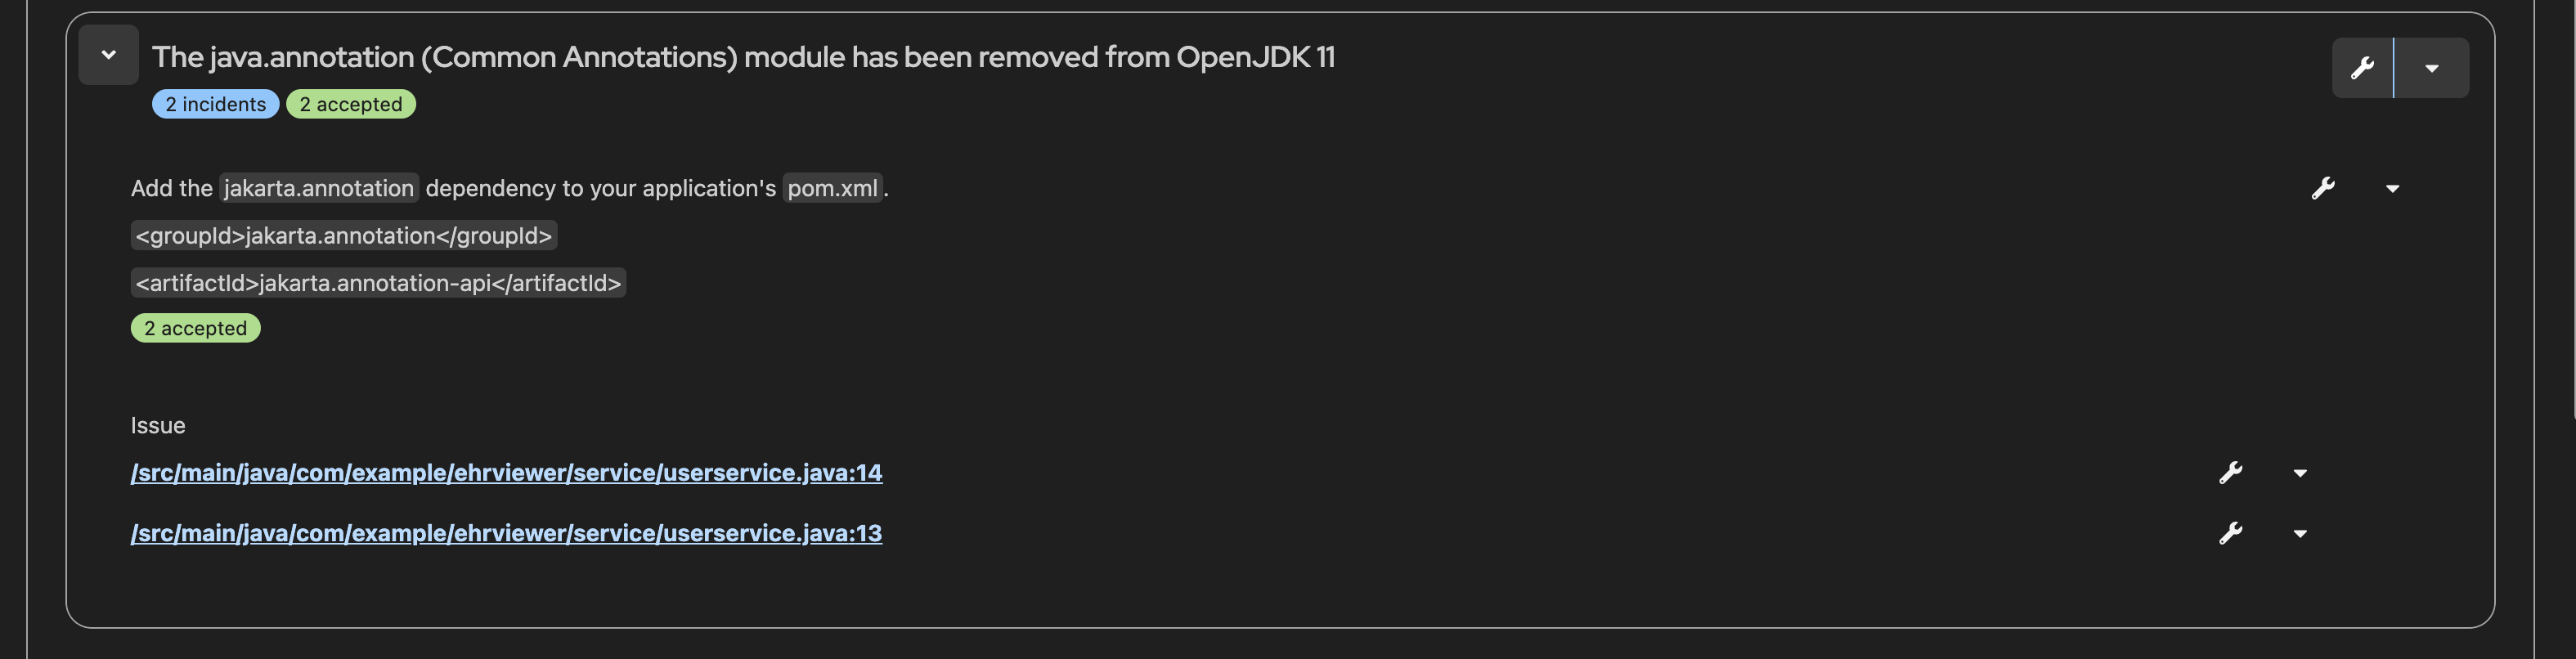 The java.annotation (Common Annotations) module has been removed from OpenJDK 11
2 incidents 2 accepted
Add the jakarta.annotation dependency to your application's pom.xml.
<groupId>jakarta.annotation</groupId>
<artifactId>jakarta.annotation-api</artifactId>
2 accepted
Issue
/src/main/java/com/example/ehrviewer/service/userservice.java:14
/src/main/java/com/example/ehrviewer/service/userservice.java:13